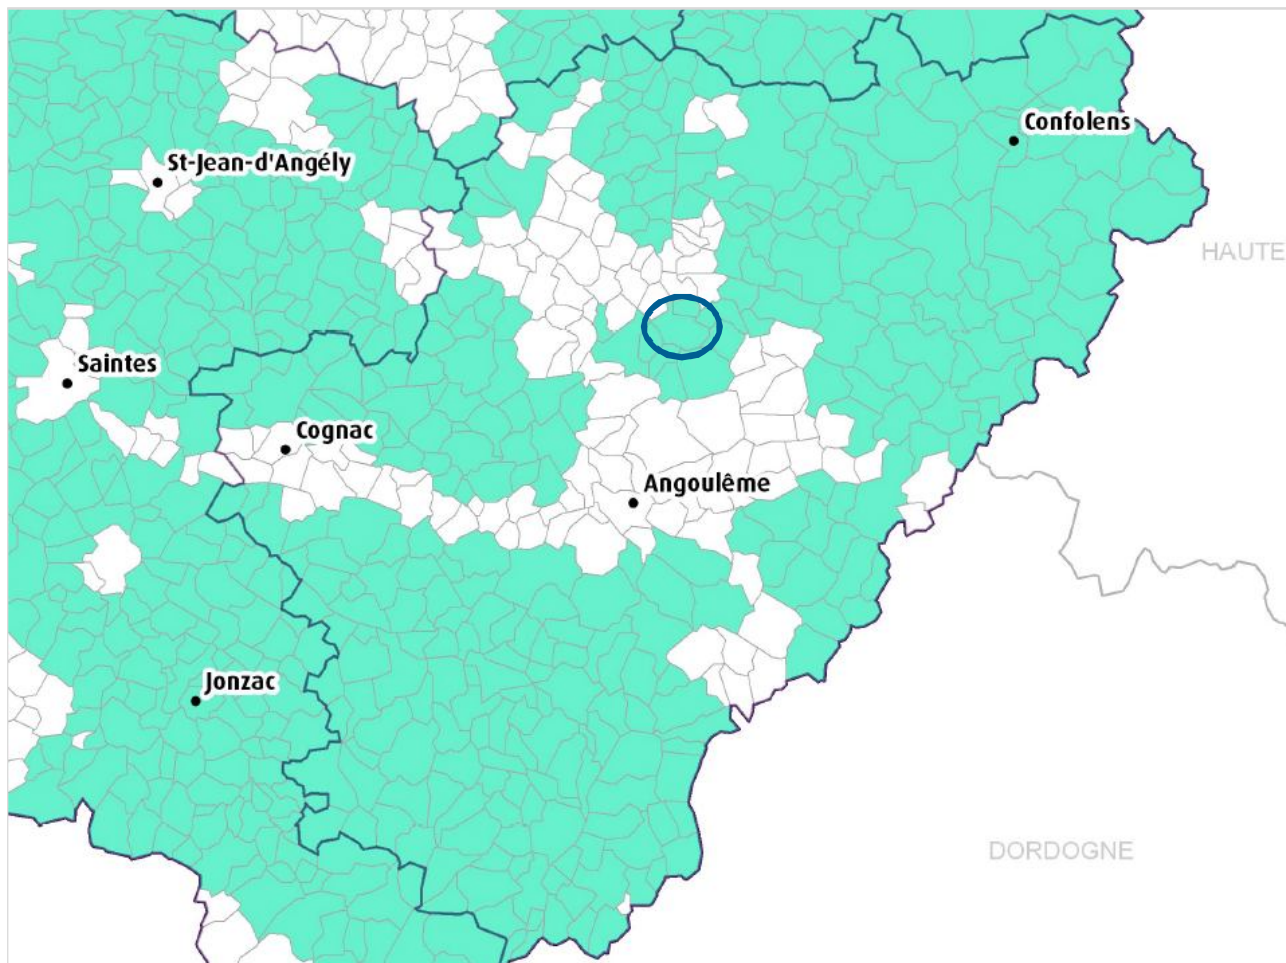 Confolens
St-Jean-d'Angély
HAUTE
Saintes
Cognac
Angoulême
Jonzac
DORDOGNE